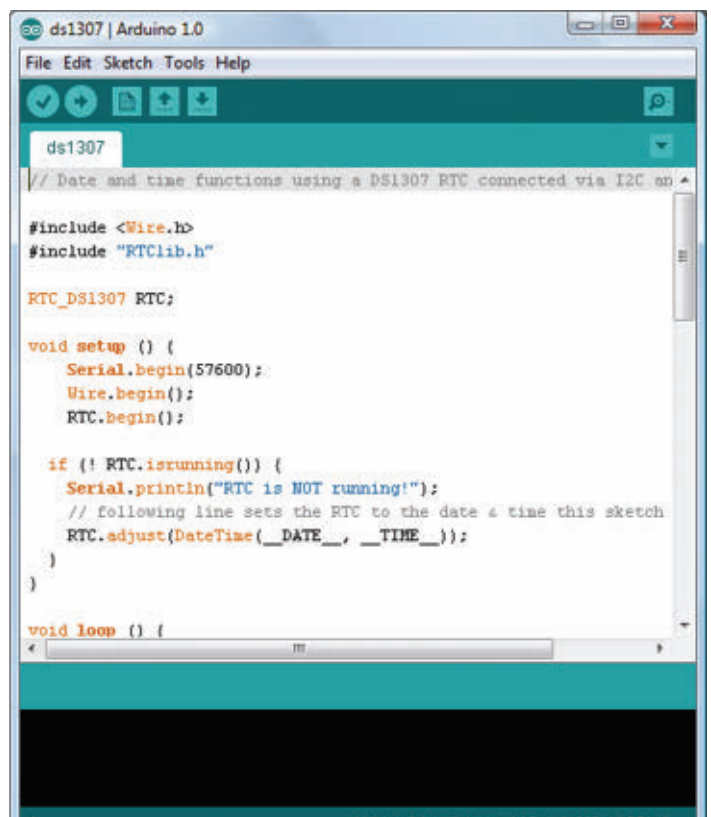 ds1307 | Arduino 1.0
File Edit Sketch Tools Help
ds1307
// Date and time functions using a DS1307 RTC connected via I2C an
#include <Wire.h>
#include "RTClib.h"
RTC_DS1307 RTC;
void setup () {
Serial.begin(57600);
Wire.begin();
RTC.begin();
if (! RTC.isrunning()) {
Serial.println("RTC is NOT running!");
// following line sets the RTC to the date & time this sketch
RTC.adjust(DateTime(__DATE__, __TIME__));
}
}
void loop () {